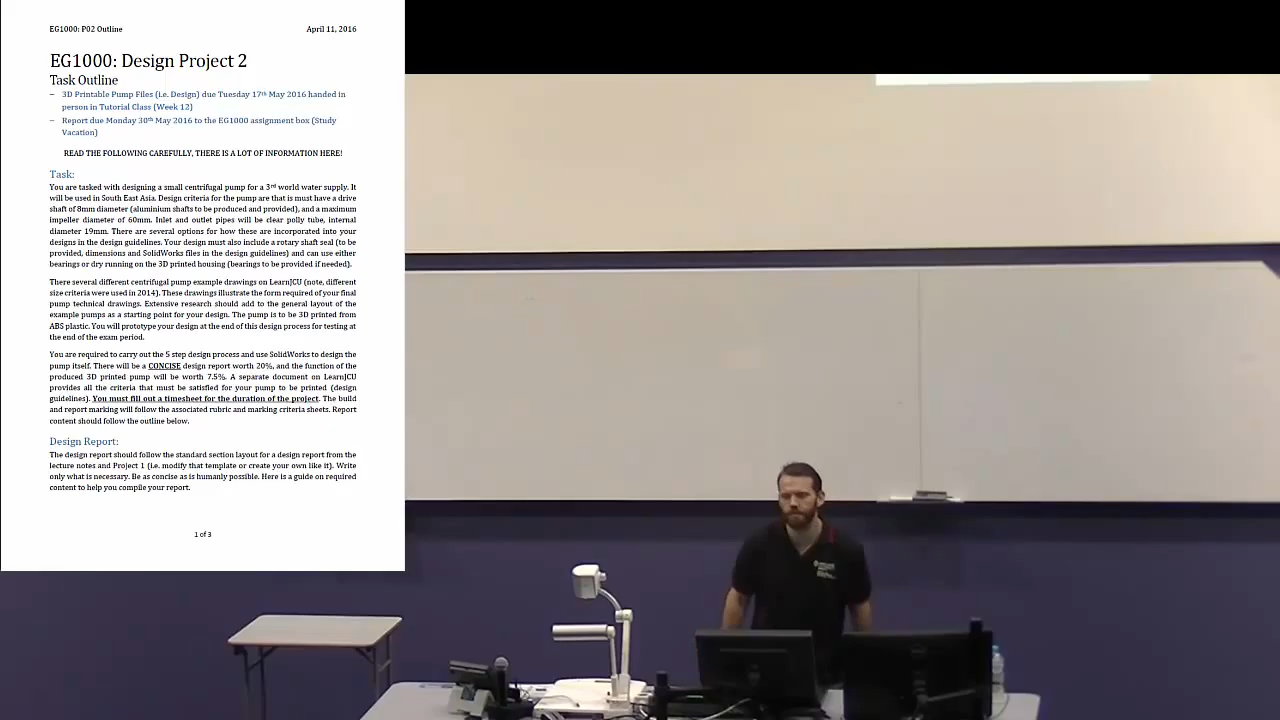 EG1000: P02 Outline April 11, 2016
EG1000: Design Project 2
Task Outline
– 3D Printable Pump Files (i.e. Design) due Tuesday 17th May 2016 handed in
person in Tutorial Class (Week 12)
– Report due Monday 30th May 2016 to the EG1000 assignment box (Study
Vacation)
READ THE FOLLOWING CAREFULLY, THERE IS A LOT OF INFORMATION HERE!
Task:
You are tasked with designing a small centrifugal pump for a 3rd world water supply. It
will be used in South East Asia. Design criteria for the pump are that is must have a drive
shaft of 8mm diameter (aluminium shafts to be produced and provided), and a maximum
impeller diameter of 60mm. Inlet and outlet pipes will be clear polly tube, internal
diameter 19mm. There are several options for how these are incorporated into your
designs in the design guidelines. Your design must also include a rotary shaft seal (to be
provided, dimensions and SolidWorks files in the design guidelines) and can use either
bearings or dry running on the 3D printed housing (bearings to be provided if needed).
There several different centrifugal pump example drawings on LearnJCU (note, different
size criteria were used in 2014). These drawings illustrate the form required of your final
pump technical drawings. Extensive research should add to the general layout of the
example pumps as a starting point for your design. The pump is to be 3D printed from
ABS plastic. You will prototype your design at the end of this design process for testing at
the end of the exam period.
You are required to carry out the 5 step design process and use SolidWorks to design the
pump itself. There will be a CONCISE design report worth 20%, and the function of the
produced 3D printed pump will be worth 7.5%. A separate document on LearnJCU
provides all the criteria that must be satisfied for your pump to be printed (design
guidelines). You must fill out a timesheet for the duration of the project. The build
and report marking will follow the associated rubric and marking criteria sheets. Report
content should follow the outline below.
Design Report:
The design report should follow the standard section layout for a design report from the
lecture notes and Project 1 (i.e. modify that template or create your own like it). Write
only what is necessary. Be as concise as is humanly possible. Here is a guide on required
content to help you compile your report.
1 of 3